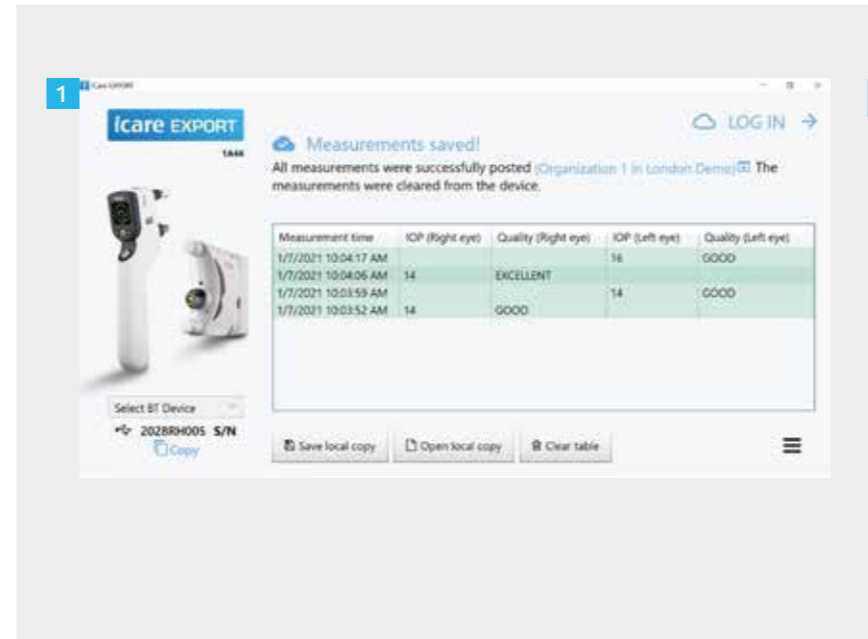 1
iCare EXPORT
icare EXPORT
1A46
LOG IN
Measurements saved!
All measurements were successfully posted (Organization 1 in London Demo) The
measurements were cleared from the device.
Measurement time IOP (Right eye) Quality (Right eye) IOP (Left eye) Quality (Left eye)
1/7/2021 10:04:17 AM 16 GOOD
1/7/2021 10:04:06 AM 14 EXCELLENT
1/7/2021 10:03:59 AM 14 GOOD
1/7/2021 10:03:52 AM 14 GOOD
Select BT Device
2028RH005 S/N
Copy
Save local copy Open local copy Clear table